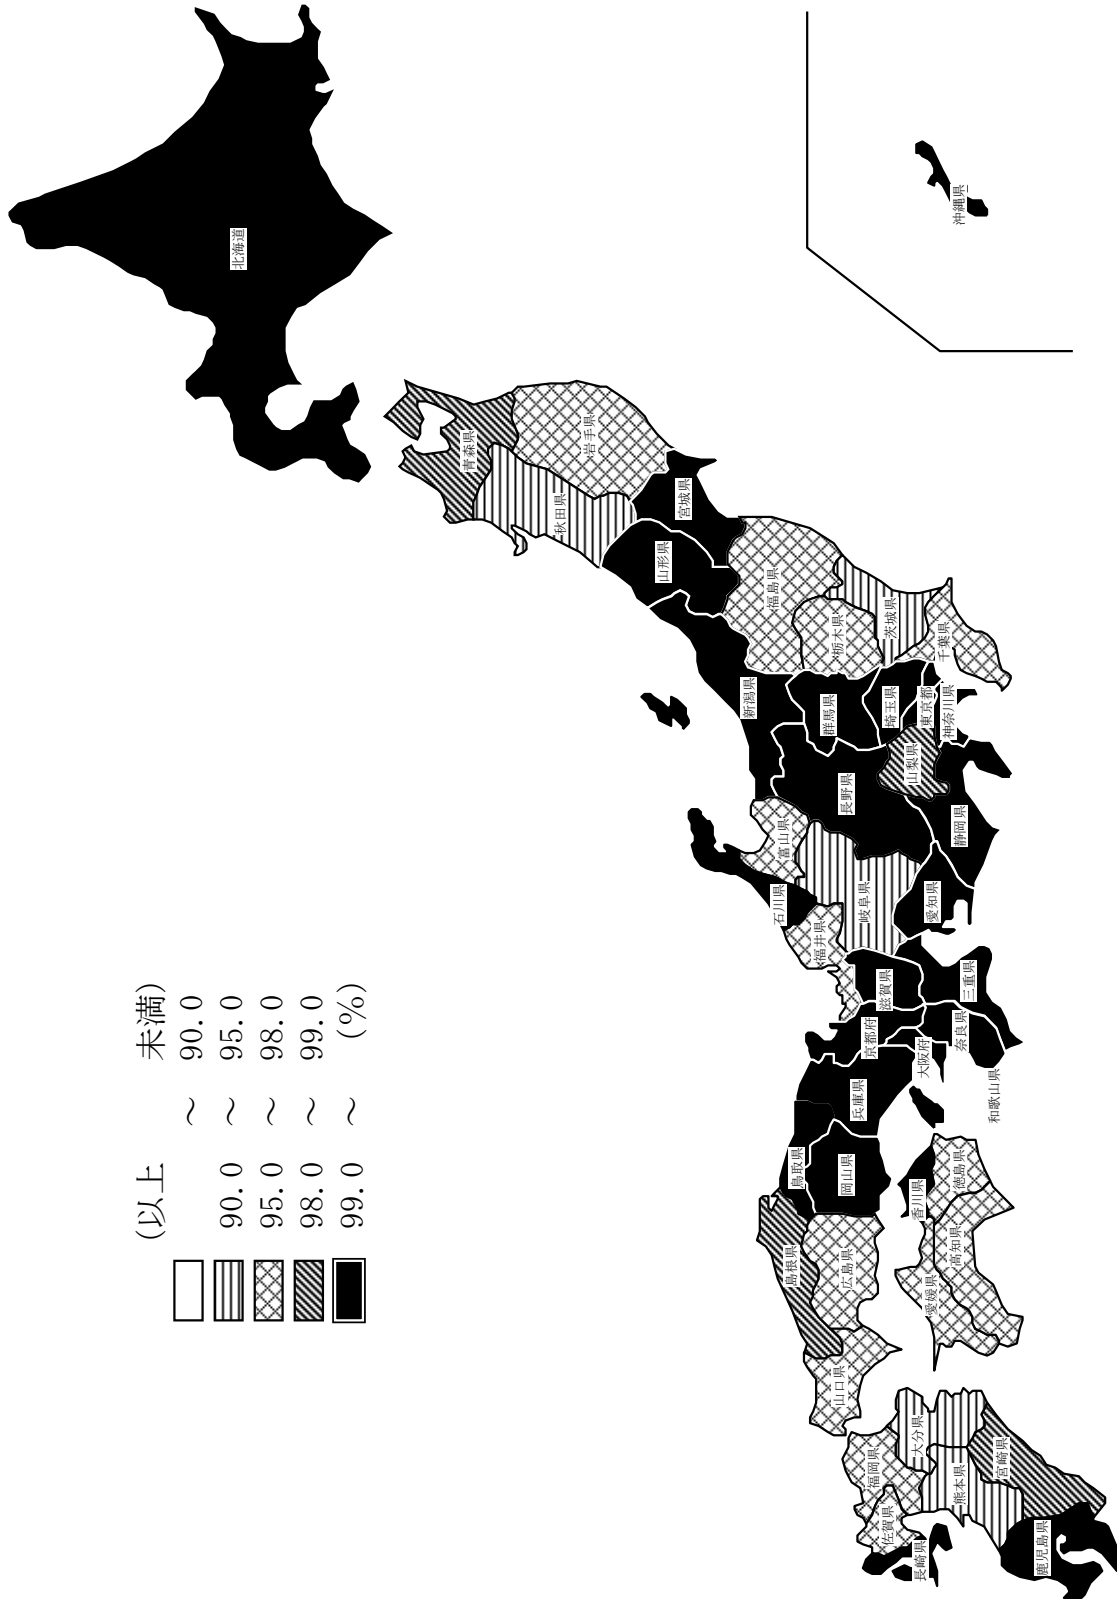 (以上 未満)
～ 90.0
90.0 ～ 95.0
95.0 ～ 98.0
98.0 ～ 99.0
99.0 ～ (%)
北海道
青森県
岩手県
秋田県
宮城県
山形県
福島県
茨城県
栃木県
千葉県
新潟県
群馬県
埼玉県
東京都
神奈川県
山梨県
長野県
静岡県
富山県
石川県
岐阜県
愛知県
福井県
滋賀県
三重県
京都府
奈良県
大阪府
兵庫県
和歌山県
鳥取県
岡山県
島根県
広島県
山口県
香川県
徳島県
高知県
愛媛県
大分県
福岡県
熊本県
宮崎県
佐賀県
長崎県
鹿児島県
沖縄県